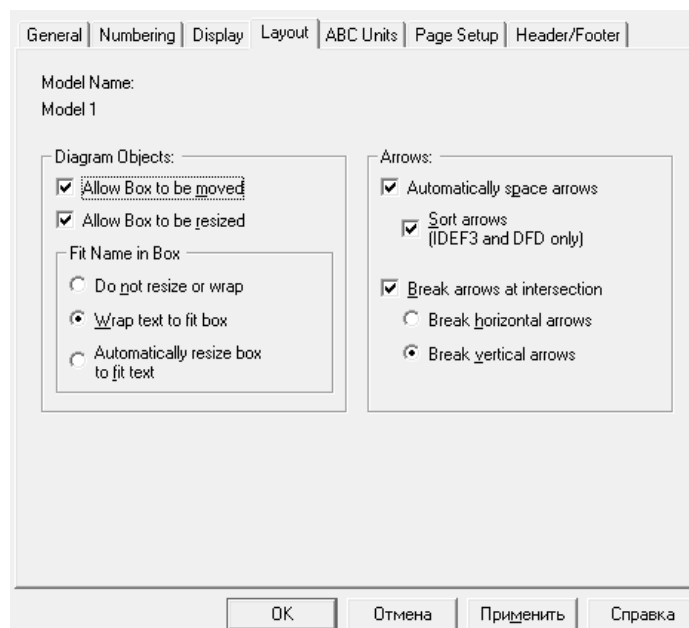 General Numbering Display Layout ABC Units Page Setup Header/Footer
Model Name:
Model 1
Diagram Objects:
Allow Box to be moved
Allow Box to be resized
Fit Name in Box
Do not resize or wrap
Wrap text to fit box
Automatically resize box
to fit text
Arrows:
Automatically space arrows
Sort arrows
(IDEF3 and DFD only)
Break arrows at intersection
Break horizontal arrows
Break vertical arrows
OK Отмена Применить Справка